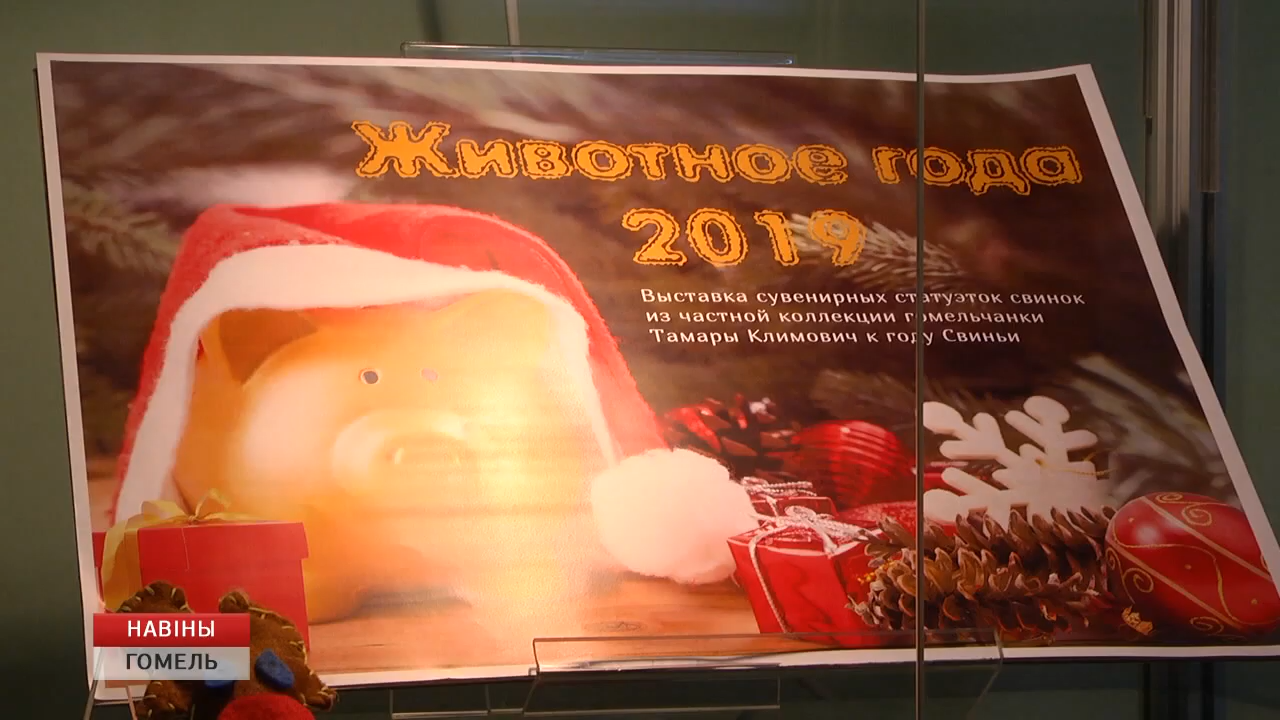 Животное года
2019
Выставка сувенирных статуэток свинок
из частной коллекции гомельчанки
Тамары Климович к году Свиньи
НАВІНЫ
ГОМЕЛЬ